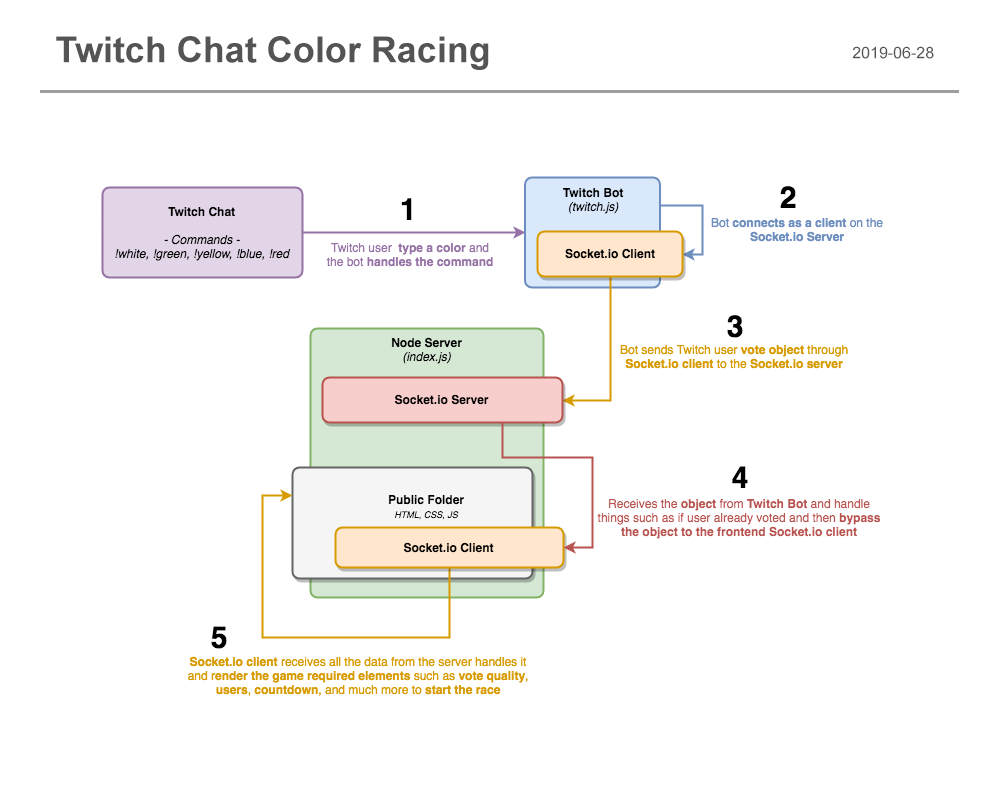 Twitch Chat Color Racing
2019-06-28
Twitch Chat
- Commands -
!white, !green, !yellow, !blue, !red
1
Twitch user type a color and
the bot handles the command
Twitch Bot
(twitch.js)
Socket.io Client
2
Bot connects as a client on the
Socket.io Server
3
Bot sends Twitch user vote object through
Socket.io client to the Socket.io server
Node Server
(index.js)
Socket.io Server
4
Receives the object from Twitch Bot and handle
things such as if user already voted and then bypass
the object to the frontend Socket.io client
Public Folder
HTML, CSS, JS
Socket.io Client
5
Socket.io client receives all the data from the server handles it
and render the game required elements such as vote quality,
users, countdown, and much more to start the race